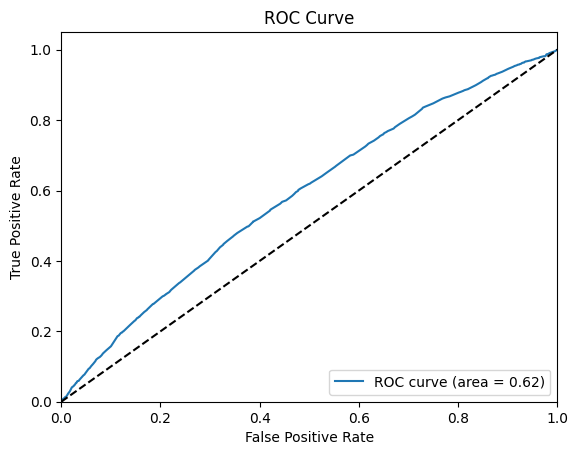 ROC Curve
True Positive Rate
1.0
0.8
0.6
0.4
0.2
0.0
0.0 0.2 0.4 0.6 0.8 1.0
False Positive Rate
ROC curve (area = 0.62)